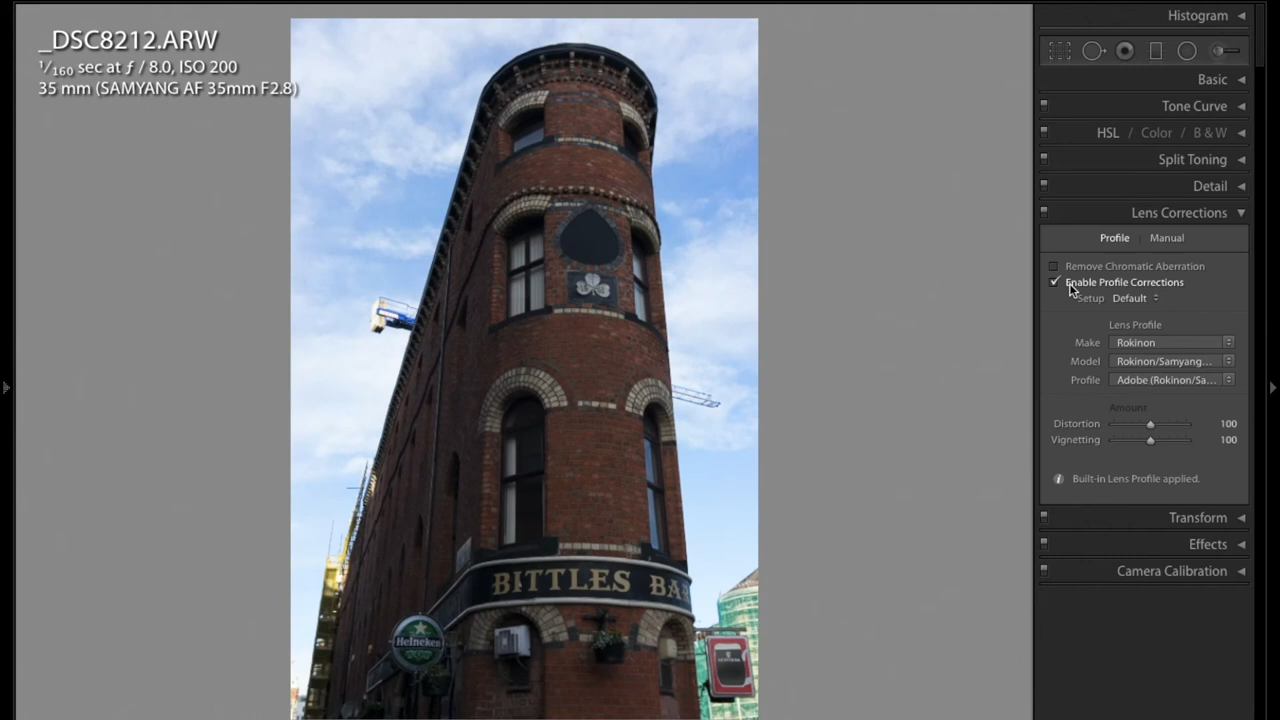 _DSC8212.ARW
1/160 sec at ƒ / 8.0, ISO 200
35 mm (SAMYANG AF 35mm F2.8)
Histogram
Basic
Tone Curve
HSL / Color / B & W
Split Toning
Detail
Lens Corrections
Profile Manual
Remove Chromatic Aberration
Enable Profile Corrections
Setup Default
Lens Profile
Make Rokinon
Model Rokinon/Samyang...
Profile Adobe (Rokinon/Sa...
Amount
Distortion 100
Vignetting 100
Built-in Lens Profile applied.
Transform
Effects
Camera Calibration
BITTLES BA
Heineken